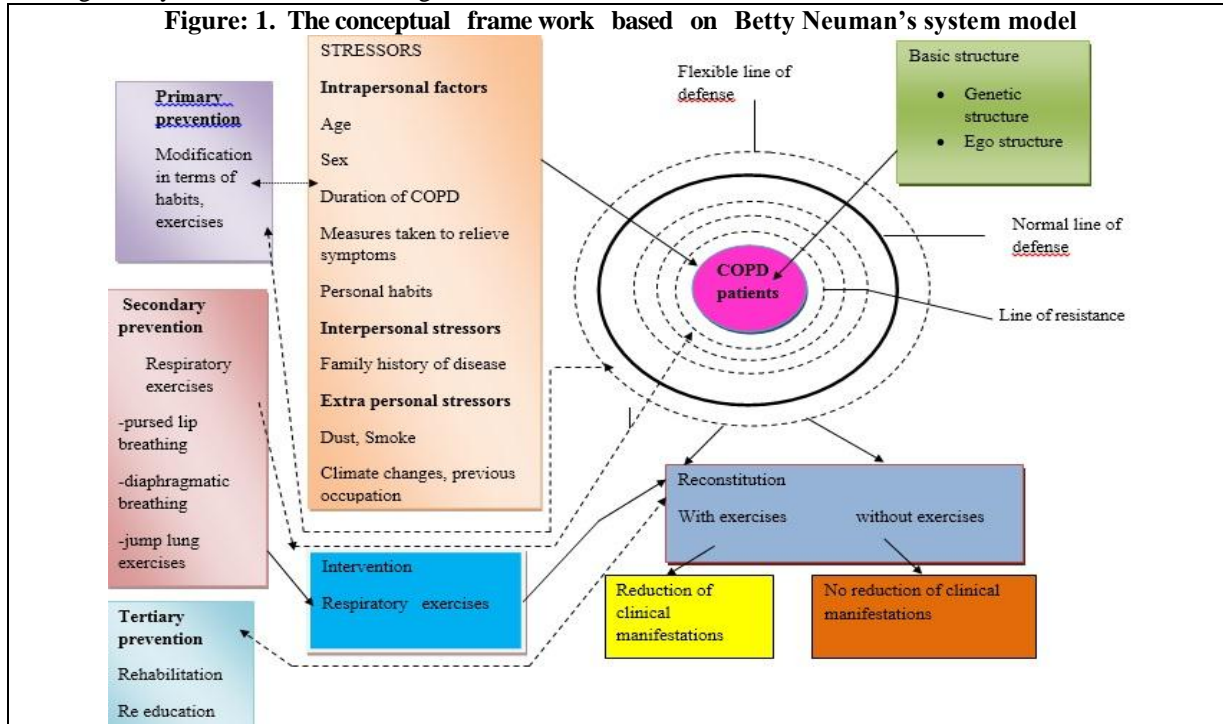 Figure: 1. The conceptual frame work based on Betty Neuman's system model
Primary
prevention
Modification
in terms of
habits,
exercises
Secondary
prevention
Respiratory
exercises
-pursed lip
breathing
-diaphragmatic
breathing
-jump lung
exercises
Tertiary
prevention
Rehabilitation
Re education
STRESSORS
Intrapersonal factors
Age
Sex
Duration of COPD
Measures taken to relieve
symptoms
Personal habits
Interpersonal stressors
Family history of disease
Extra personal stressors
Dust, Smoke
Climate changes, previous
occupation
Intervention
Respiratory exercises
Flexible line of
defense
Basic structure
• Genetic
structure
• Ego structure
Normal line of
defense
COPD
patients
Line of resistance
Reconstitution
With exercises without exercises
Reduction of
clinical
manifestations
No reduction of clinical
manifestations